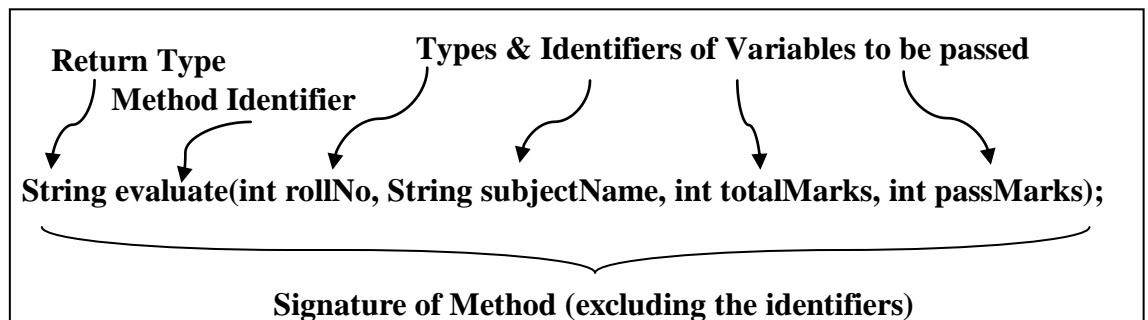 Types & Identifiers of Variables to be passed
Return Type
Method Identifier
String evaluate(int rollNo, String subjectName, int totalMarks, int passMarks);
Signature of Method (excluding the identifiers)